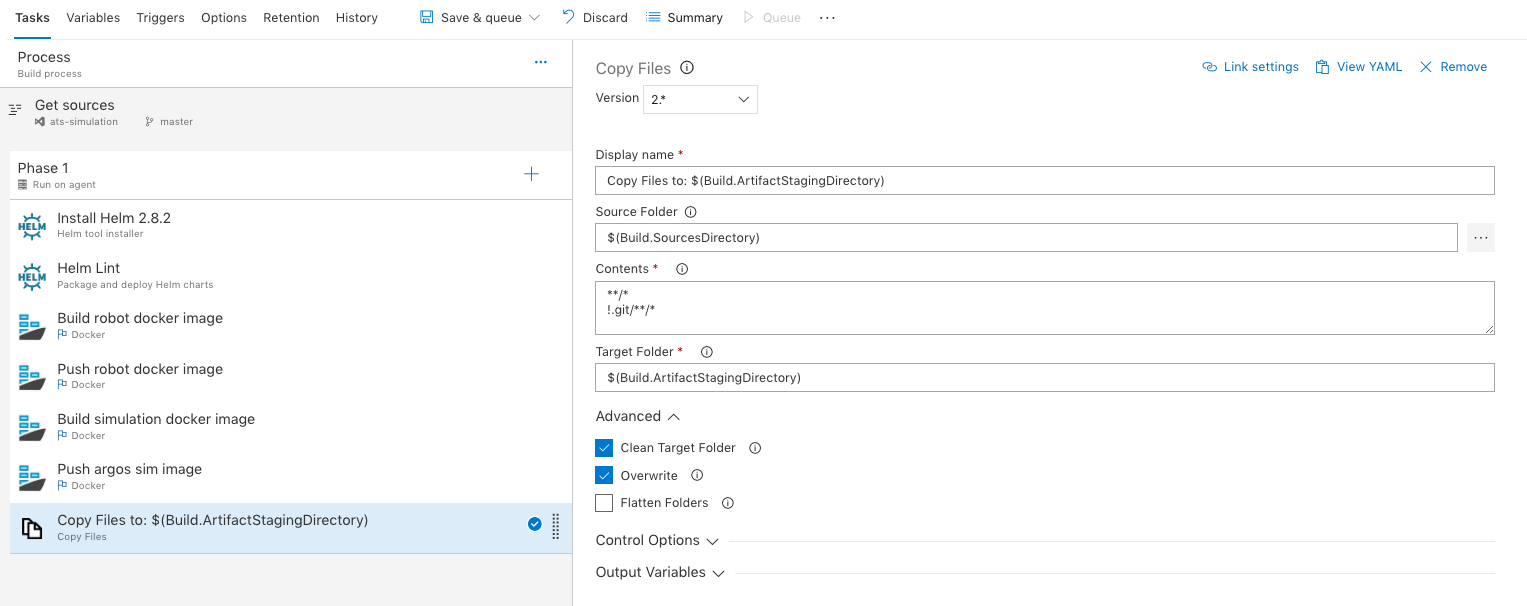 Tasks Variables Triggers Options Retention History Save & queue Discard Summary Queue ...
Process
Build process
...
Get sources
ats-simulation master
Phase 1
Run on agent
HELM
Install Helm 2.8.2
Helm tool installer
HELM
Helm Lint
Package and deploy Helm charts
Build robot docker image
Docker
Push robot docker image
Docker
Build simulation docker image
Docker
Push argos sim image
Docker
Copy Files to: $(Build.ArtifactStagingDirectory)
Copy Files
Copy Files
Link settings View YAML Remove
Version 2.*
Display name *
Copy Files to: $(Build.ArtifactStagingDirectory)
Source Folder
$(Build.SourcesDirectory)
...
Contents *
**/*
!.git/**/*
Target Folder *
$(Build.ArtifactStagingDirectory)
Advanced
Clean Target Folder
Overwrite
Flatten Folders
Control Options
Output Variables